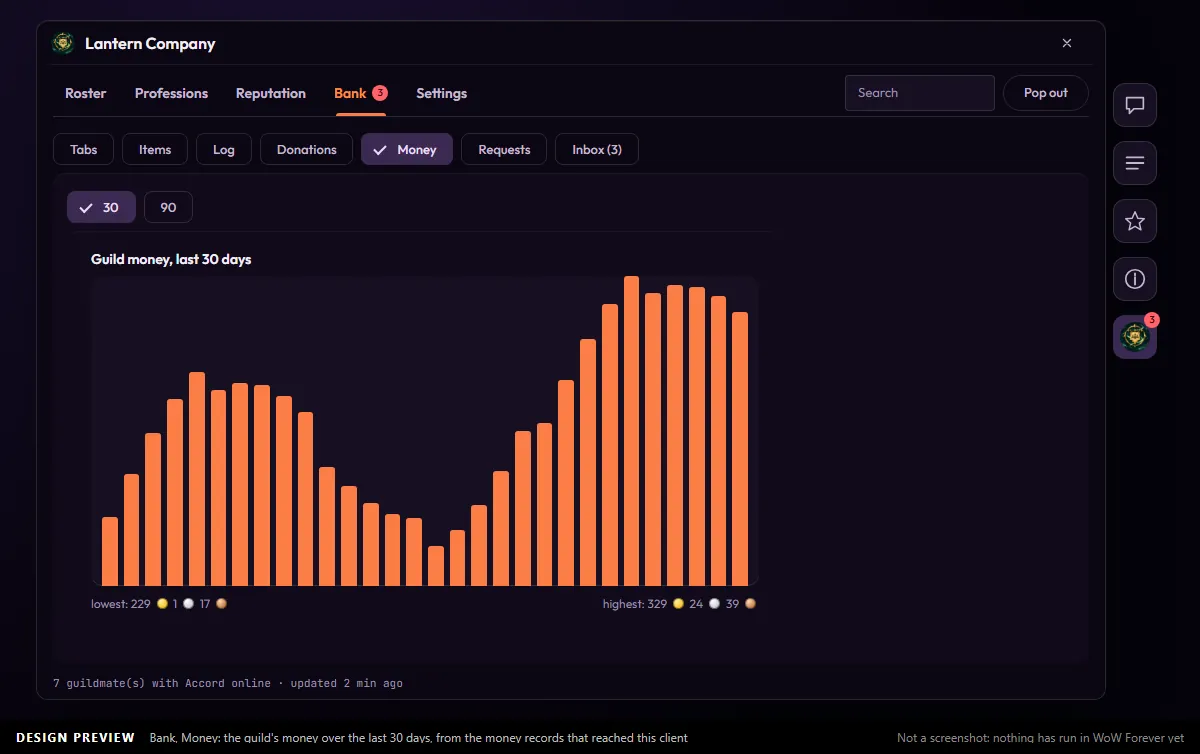 Lantern Company
Roster Professions Reputation Bank 3 Settings Search Pop out
Tabs Items Log Donations Money Requests Inbox (3)
30 90
3
Guild money, last 30 days
lowest: 229 1 17 highest: 329 24 39
7 guildmate(s) with Accord online · updated 2 min ago
DESIGN PREVIEW Bank, Money: the guild's money over the last 30 days, from the money records that reached this client Not a screenshot: nothing has run in WoW Forever yet